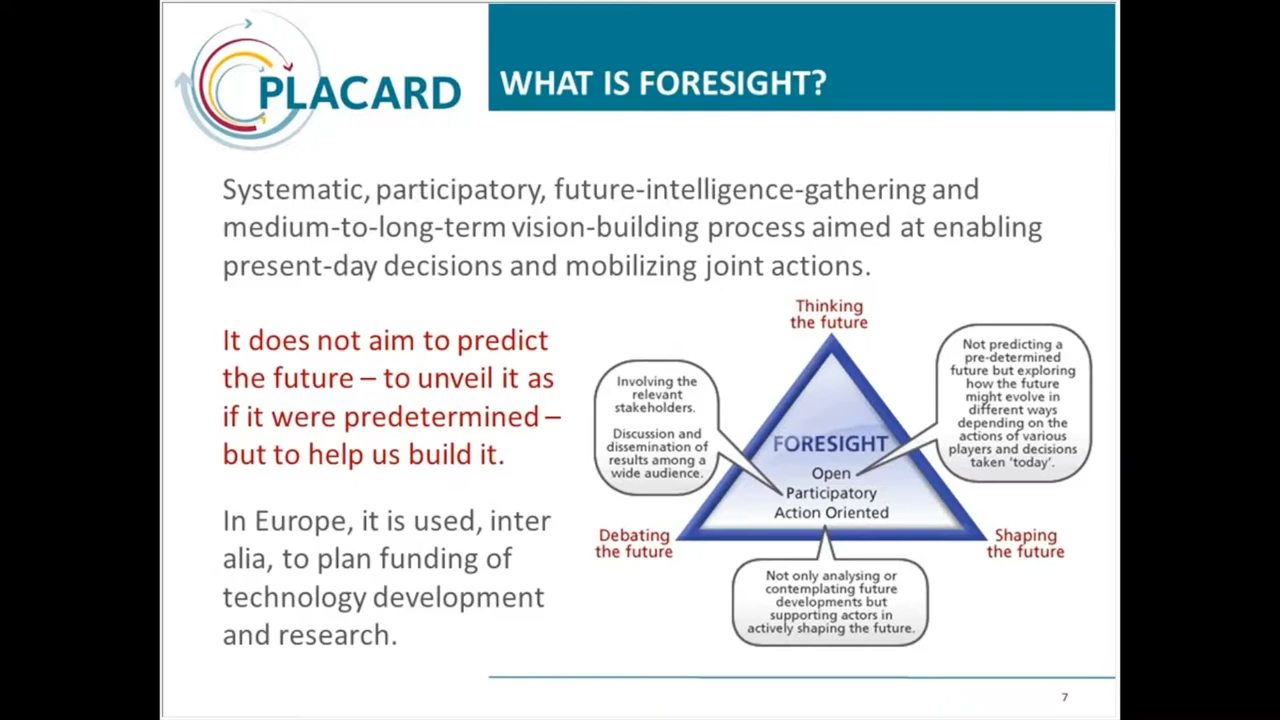 PLACARD
WHAT IS FORESIGHT?
Systematic, participatory, future-intelligence-gathering and
medium-to-long-term vision-building process aimed at enabling
present-day decisions and mobilizing joint actions.
It does not aim to predict
the future – to unveil it as
if it were predetermined –
but to help us build it.
In Europe, it is used, inter
alia, to plan funding of
technology development
and research.
Thinking
the future
Involving the
relevant
stakeholders.
Discussion and
dissemination of
results among a
wide audience.
Not predicting a
pre-determined
future but exploring
how the future
might evolve in
different ways
depending on the
actions of various
players and decisions
taken ‘today’.
FORESIGHT
Open
Participatory
Action Oriented
Debating
the future
Shaping
the future
Not only analysing or
contemplating future
developments but
supporting actors in
actively shaping the future.
7